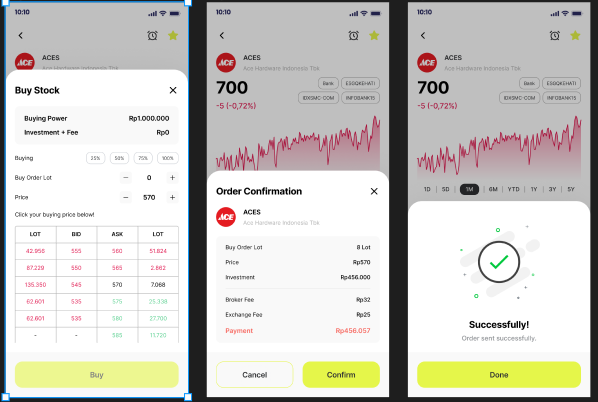 10:10
ACES
Ace Hardware Indonesia Tbk
Buy Stock
Buying Power Rp1.000.000
Investment + Fee Rp0
Buying 25% 50% 75% 100%
Buy Order Lot − 0 +
Price − 570 +
Click your buying price below!
LOT BID ASK LOT
42.956 555 560 51.824
87.229 550 565 2.862
135.350 545 570 7.068
62.601 535 575 25.338
62.601 535 580 27.760
- - 585 11.720
Buy
10:10
ACE
ACES
Ace Hardware Indonesia Tbk
700
-5 (-0,72%)
Bank ESGQKEHATI
IDXSMC-COM INFOBANK15
Order Confirmation
ACE
ACES
Ace Hardware Indonesia Tbk
Buy Order Lot 8 Lot
Price Rp570
Investment Rp456.000
Broker Fee Rp32
Exchange Fee Rp25
Payment Rp456.057
Cancel Confirm
10:10
ACE
ACES
Ace Hardware Indonesia Tbk
700
-5 (-0,72%)
Bank ESGQKEHATI
IDXSMC-COM INFOBANK15
1D 5D 1M 6M YTD 1Y 3Y 5Y
Successfully!
Order sent successfully.
Done